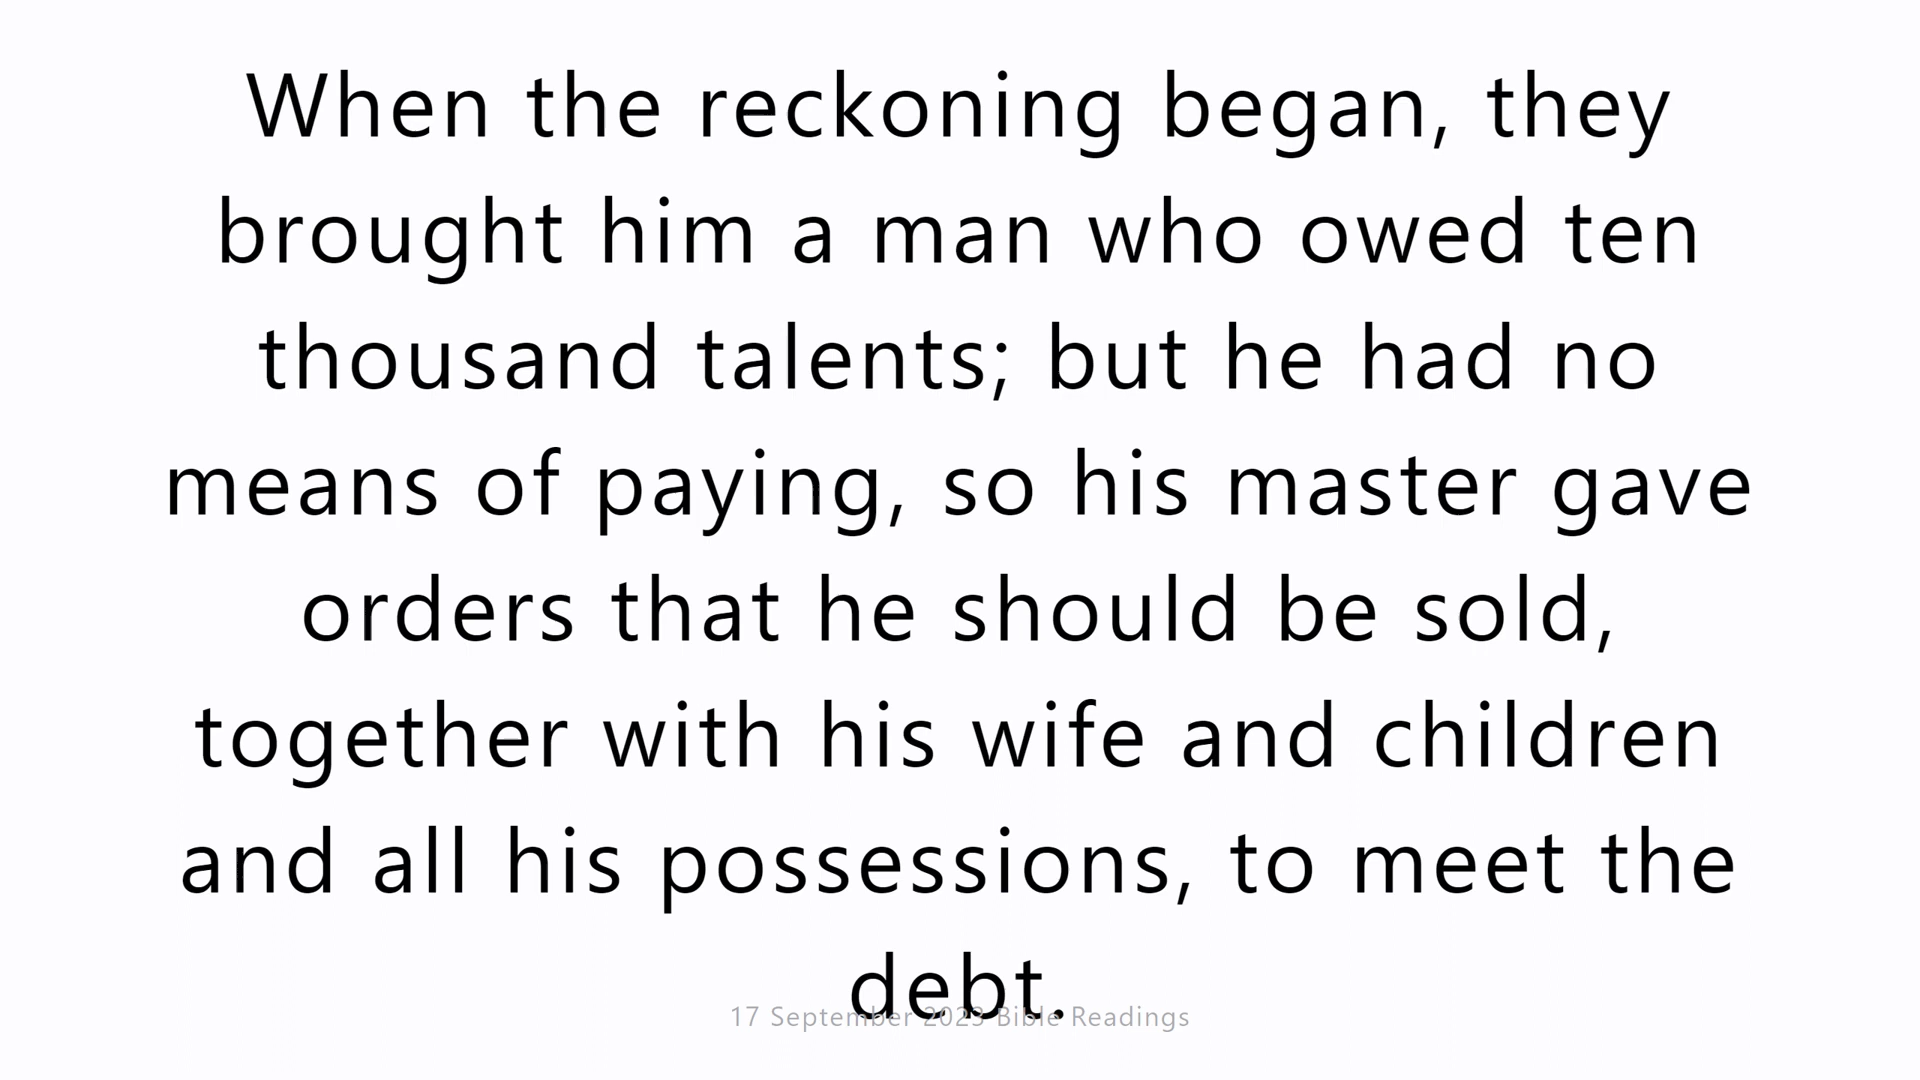 When the reckoning began, they
brought him a man who owed ten
thousand talents; but he had no
means of paying, so his master gave
orders that he should be sold,
together with his wife and children
and all his possessions, to meet the
debt.
17 September 2023 Bible Readings